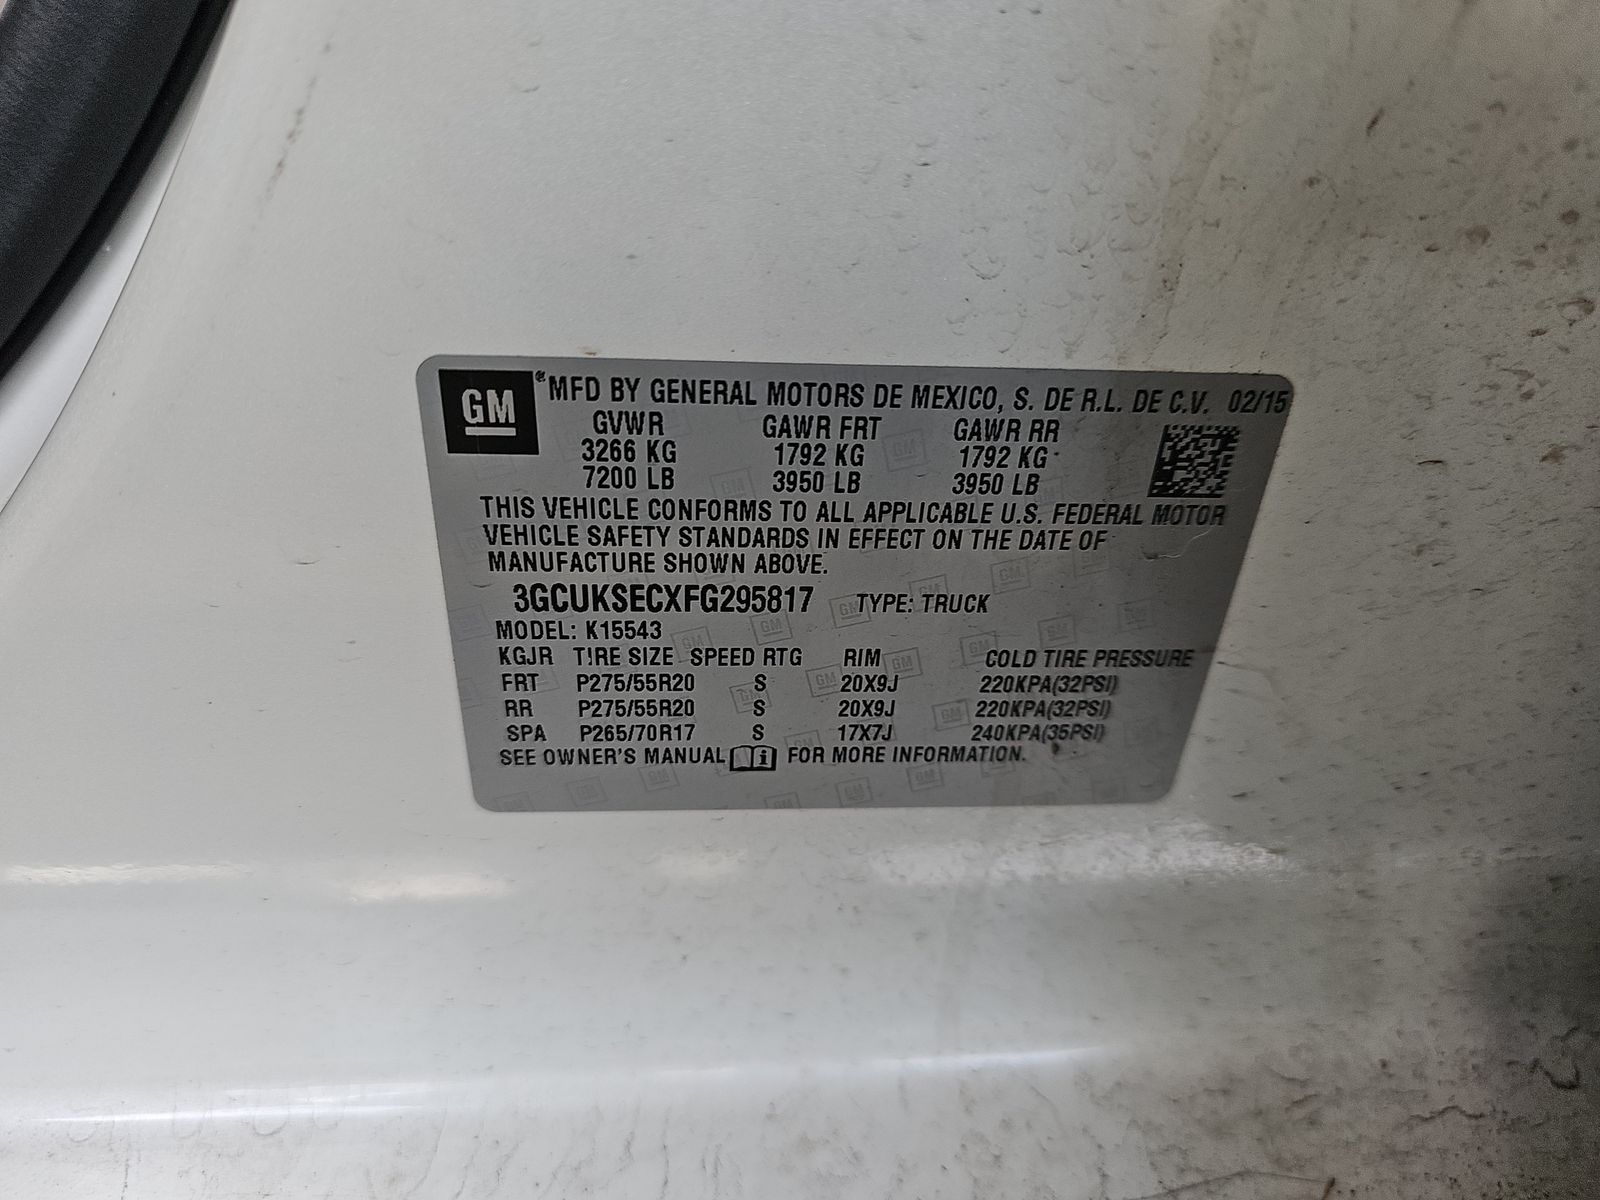 GM
® MFD BY GENERAL MOTORS DE MEXICO, S. DE R.L. DE C.V. 02/15
GVWR GAWR FRT GAWR RR
3266 KG 1792 KG 1792 KG
7200 LB 3950 LB 3950 LB
THIS VEHICLE CONFORMS TO ALL APPLICABLE U.S. FEDERAL MOTOR
VEHICLE SAFETY STANDARDS IN EFFECT ON THE DATE OF
MANUFACTURE SHOWN ABOVE.
3GCUKSECXFG295817 TYPE: TRUCK
MODEL: K15543
KGJR TIRE SIZE SPEED RTG RIM COLD TIRE PRESSURE
FRT P275/55R20 S 20X9J 220KPA(32PSI)
RR P275/55R20 S 20X9J 220KPA(32PSI)
SPA P265/70R17 S 17X7J 240KPA(35PSI)
SEE OWNER'S MANUAL i FOR MORE INFORMATION.